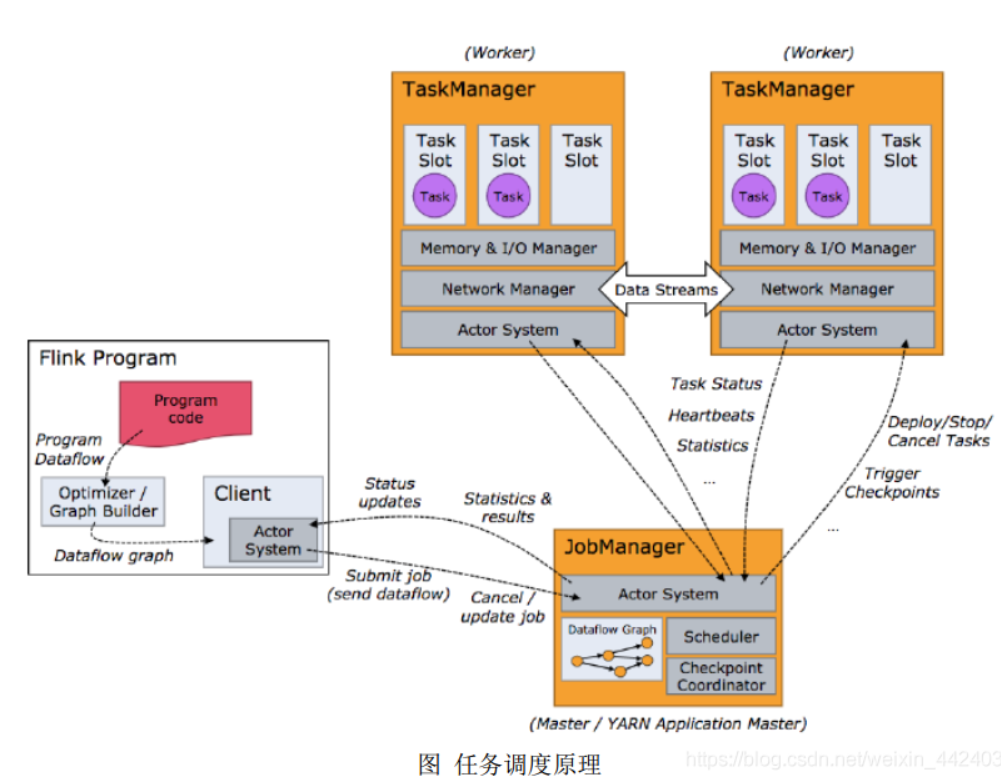 (Worker)
(Worker)
TaskManager
TaskManager
Task
Slot
Task
Slot
Task
Slot
Task
Task
Task
Slot
Task
Slot
Task
Slot
Task
Task
Memory & I/O Manager
Memory & I/O Manager
Network Manager
Data Streams
Network Manager
Actor System
Actor System
Flink Program
Program
code
Program
Dataflow
Optimizer /
Graph Builder
Dataflow graph
Client
Actor
System
Status
updates
Statistics &
results
Submit job
(send dataflow)
Cancel /
update job
Task Status
Heartbeats
Statistics
...
Deploy/Stop/
Cancel Tasks
Trigger
Checkpoints
...
JobManager
Actor System
Dataflow Graph
Scheduler
Checkpoint
Coordinator
(Master / YARN Application Master)
图 任务调度原理
https://blog.csdn.net/weixin_442403